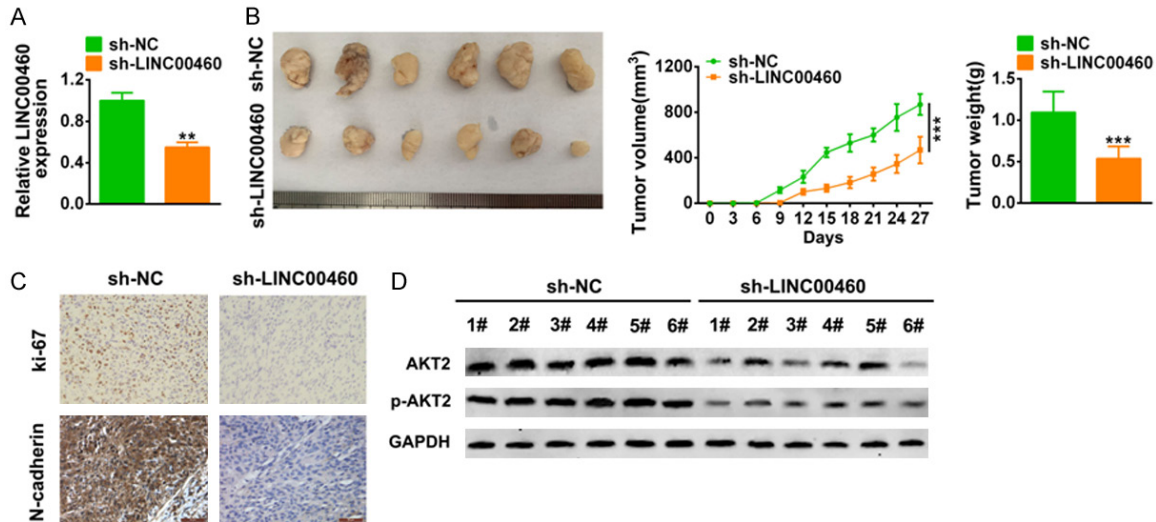 A
sh-NC
sh-LINC00460
Relative LINC00460
expression
1.2
0.8
0.4
0.0
**
B
sh-NC
sh-LINC00460
Tumor volume(mm3)
sh-NC
sh-LINC00460
1200
800
400
0
0 3 6 9 12 15 18 21 24 27
Days
***
Tumor weight(g)
sh-NC
sh-LINC00460
1.5
1.0
0.5
0.0
***
C
sh-NC sh-LINC00460
ki-67
N-cadherin
D
sh-NC sh-LINC00460
1# 2# 3# 4# 5# 6# 1# 2# 3# 4# 5# 6#
AKT2
p-AKT2
GAPDH